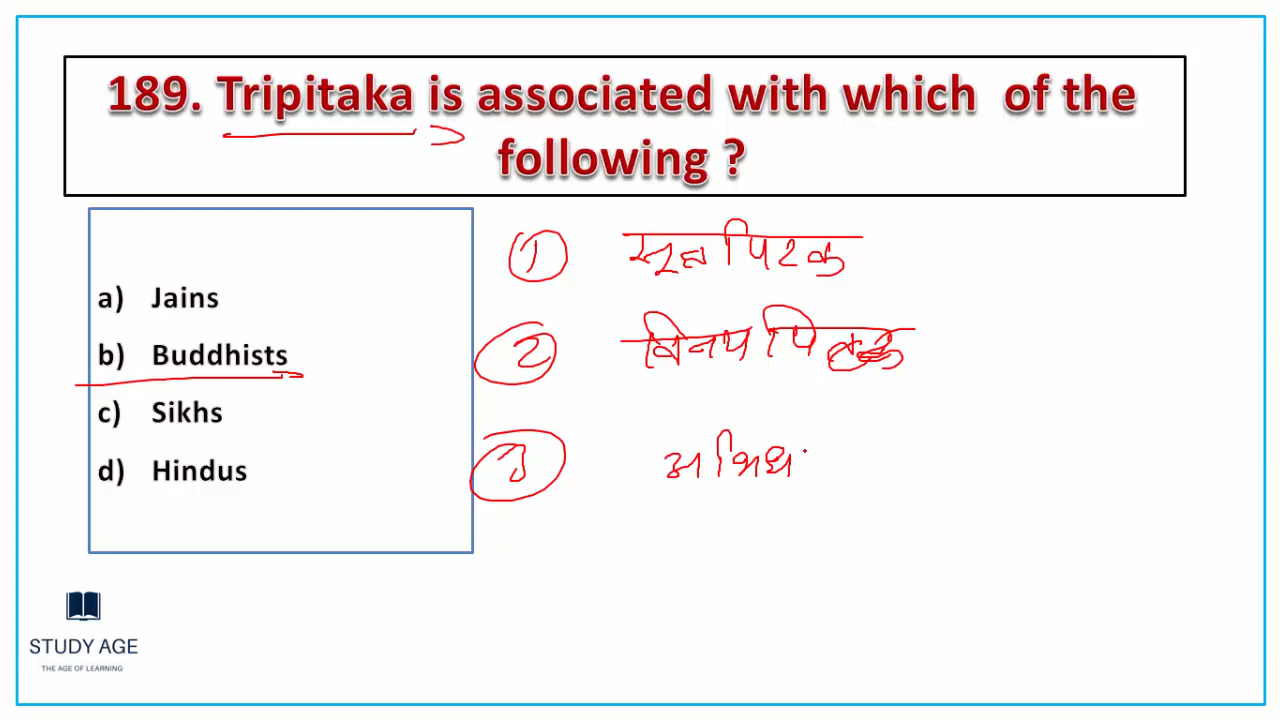 189. Tripitaka is associated with which of the
following ?
a) Jains
b) Buddhists
c) Sikhs
d) Hindus
1 सूत्र पिटक
2 विनय पिटक
3 अभिध
STUDY AGE
THE AGE OF LEARNING